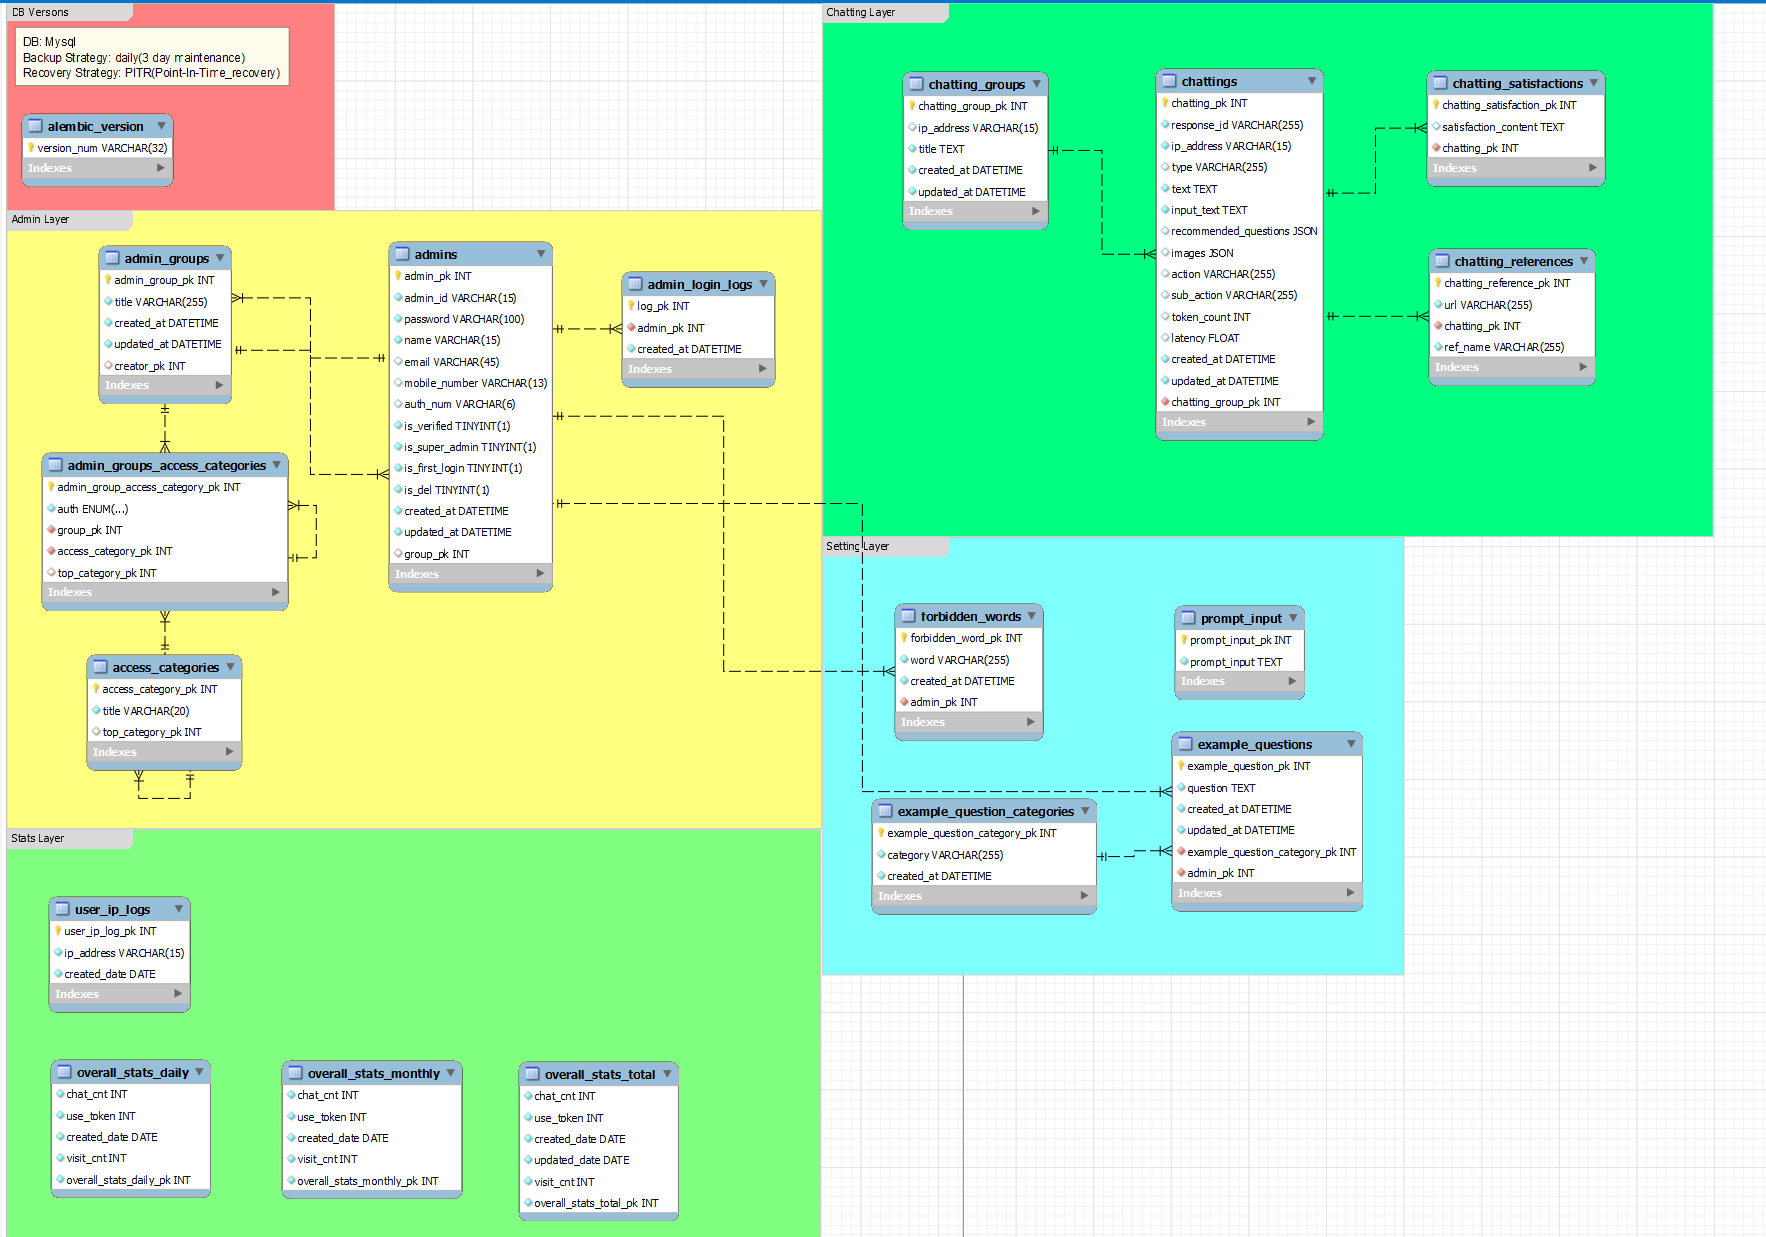 DB Versons
DB: Mysql
Backup Strategy: daily(3 day maintenance)
Recovery Strategy: PITR(Point-In-Time_recovery)
alembic_version
version_num VARCHAR(32)
Indexes
Admin Layer
admin_groups
admin_group_pk INT
title VARCHAR(255)
created_at DATETIME
updated_at DATETIME
creator_pk INT
Indexes
admins
admin_pk INT
admin_id VARCHAR(15)
password VARCHAR(100)
name VARCHAR(15)
email VARCHAR(45)
mobile_number VARCHAR(13)
auth_num VARCHAR(6)
is_verified TINYINT(1)
is_super_admin TINYINT(1)
is_first_login TINYINT(1)
is_del TINYINT(1)
created_at DATETIME
updated_at DATETIME
group_pk INT
Indexes
admin_login_logs
log_pk INT
admin_pk INT
created_at DATETIME
Indexes
admin_groups_access_categories
admin_group_access_category_pk INT
auth ENUM(...)
group_pk INT
access_category_pk INT
top_category_pk INT
Indexes
access_categories
access_category_pk INT
title VARCHAR(20)
top_category_pk INT
Indexes
Stats Layer
user_ip_logs
user_ip_log_pk INT
ip_address VARCHAR(15)
created_date DATE
Indexes
overall_stats_daily
chat_cnt INT
use_token INT
created_date DATE
visit_cnt INT
overall_stats_daily_pk INT
overall_stats_monthly
chat_cnt INT
use_token INT
created_date DATE
visit_cnt INT
overall_stats_monthly_pk INT
overall_stats_total
chat_cnt INT
use_token INT
created_date DATE
updated_date DATE
visit_cnt INT
overall_stats_total_pk INT
Chatting Layer
chatting_groups
chatting_group_pk INT
ip_address VARCHAR(15)
title TEXT
created_at DATETIME
updated_at DATETIME
Indexes
chattings
chatting_pk INT
response_id VARCHAR(255)
ip_address VARCHAR(15)
type VARCHAR(255)
text TEXT
input_text TEXT
recommended_questions JSON
images JSON
action VARCHAR(255)
sub_action VARCHAR(255)
token_count INT
latency FLOAT
created_at DATETIME
updated_at DATETIME
chatting_group_pk INT
Indexes
chatting_satisfactions
chatting_satisfaction_pk INT
satisfaction_content TEXT
chatting_pk INT
Indexes
chatting_references
chatting_reference_pk INT
url VARCHAR(255)
chatting_pk INT
ref_name VARCHAR(255)
Indexes
Setting Layer
forbidden_words
forbidden_word_pk INT
word VARCHAR(255)
created_at DATETIME
admin_pk INT
Indexes
prompt_input
prompt_input_pk INT
prompt_input TEXT
Indexes
example_question_categories
example_question_category_pk INT
category VARCHAR(255)
created_at DATETIME
Indexes
example_questions
example_question_pk INT
question TEXT
created_at DATETIME
updated_at DATETIME
example_question_category_pk INT
admin_pk INT
Indexes